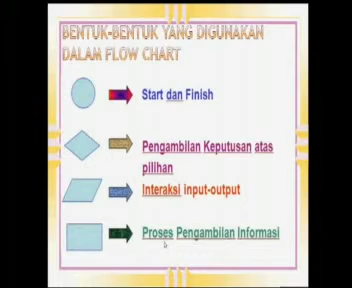 BENTUK-BENTUK YANG DIGUNAKAN
DALAM FLOW CHART
Start dan Finish
Pengambilan Keputusan atas
pilihan
Interaksi input-output
Proses Pengambilan Informasi